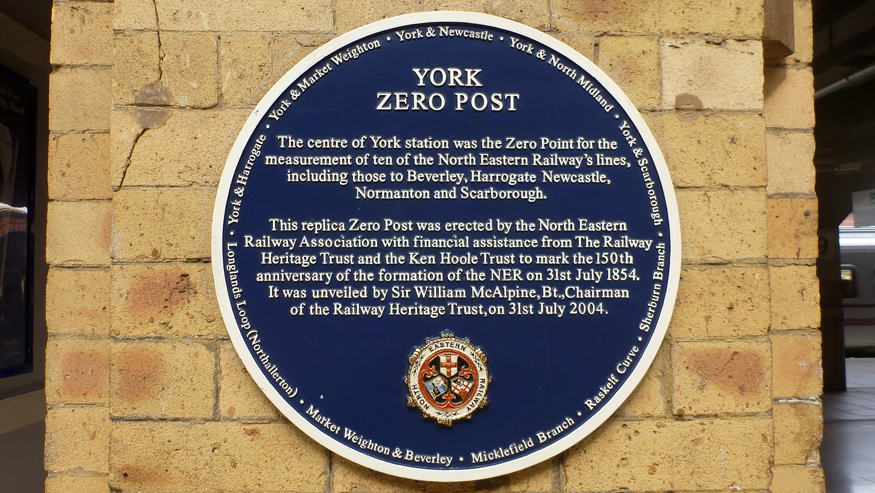 YORK
ZERO POST
The centre of York station was the Zero Point for the
measurement of ten of the North Eastern Railway's lines,
including those to Beverley, Harrogate Newcastle,
Normanton and Scarborough.
This replica Zero Post was erected by the North Eastern
Railway Association with financial assistance from The Railway
Heritage Trust and the Ken Hoole Trust to mark the 150th
anniversary of the formation of the NER on 31st July 1854.
It was unveiled by Sir William McAlpine, Bt.,Chairman
of the Railway Heritage Trust, on 31st July 2004.
NORTH EASTERN RAILWAY
York & Newcastle • York & North Midland • York & Scarborough • Sherburn Branch • Raskelf Curve • Micklefield Branch • Market Weighton & Beverley • Longlands Loop (Northallerton) • York & Harrogate • York & Market Weighton •